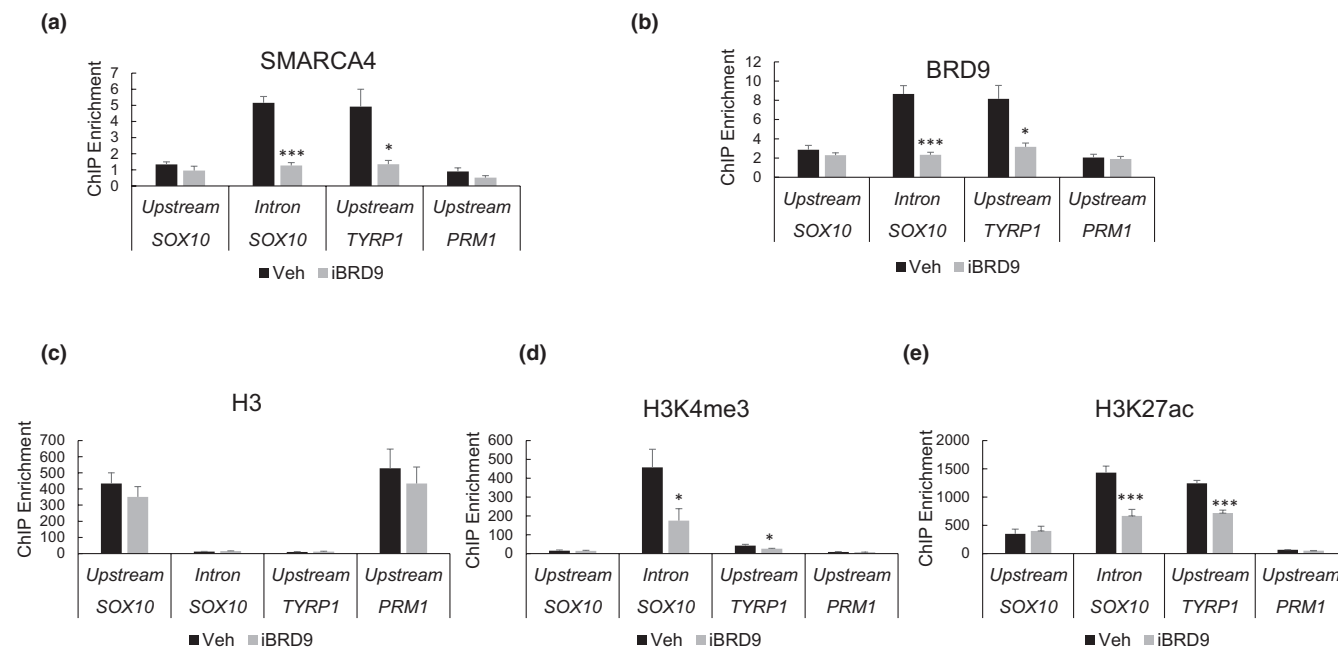 (a)
SMARCA4
ChIP Enrichment
7
6
5
4
3
2
1
0
*** *
Upstream Intron Upstream Upstream
SOX10 SOX10 TYRP1 PRM1
Veh iBRD9
(b)
BRD9
ChIP Enrichment
12
10
8
6
4
2
0
*** *
Upstream Intron Upstream Upstream
SOX10 SOX10 TYRP1 PRM1
Veh iBRD9
(c)
H3
ChIP Enrichment
700
600
500
400
300
200
100
0
Upstream Intron Upstream Upstream
SOX10 SOX10 TYRP1 PRM1
Veh iBRD9
(d)
H3K4me3
ChIP Enrichment
600
500
400
300
200
100
0
* *
Upstream Intron Upstream Upstream
SOX10 SOX10 TYRP1 PRM1
Veh iBRD9
(e)
H3K27ac
ChIP Enrichment
2000
1500
1000
500
0
*** ***
Upstream Intron Upstream Upstream
SOX10 SOX10 TYRP1 PRM1
Veh iBRD9